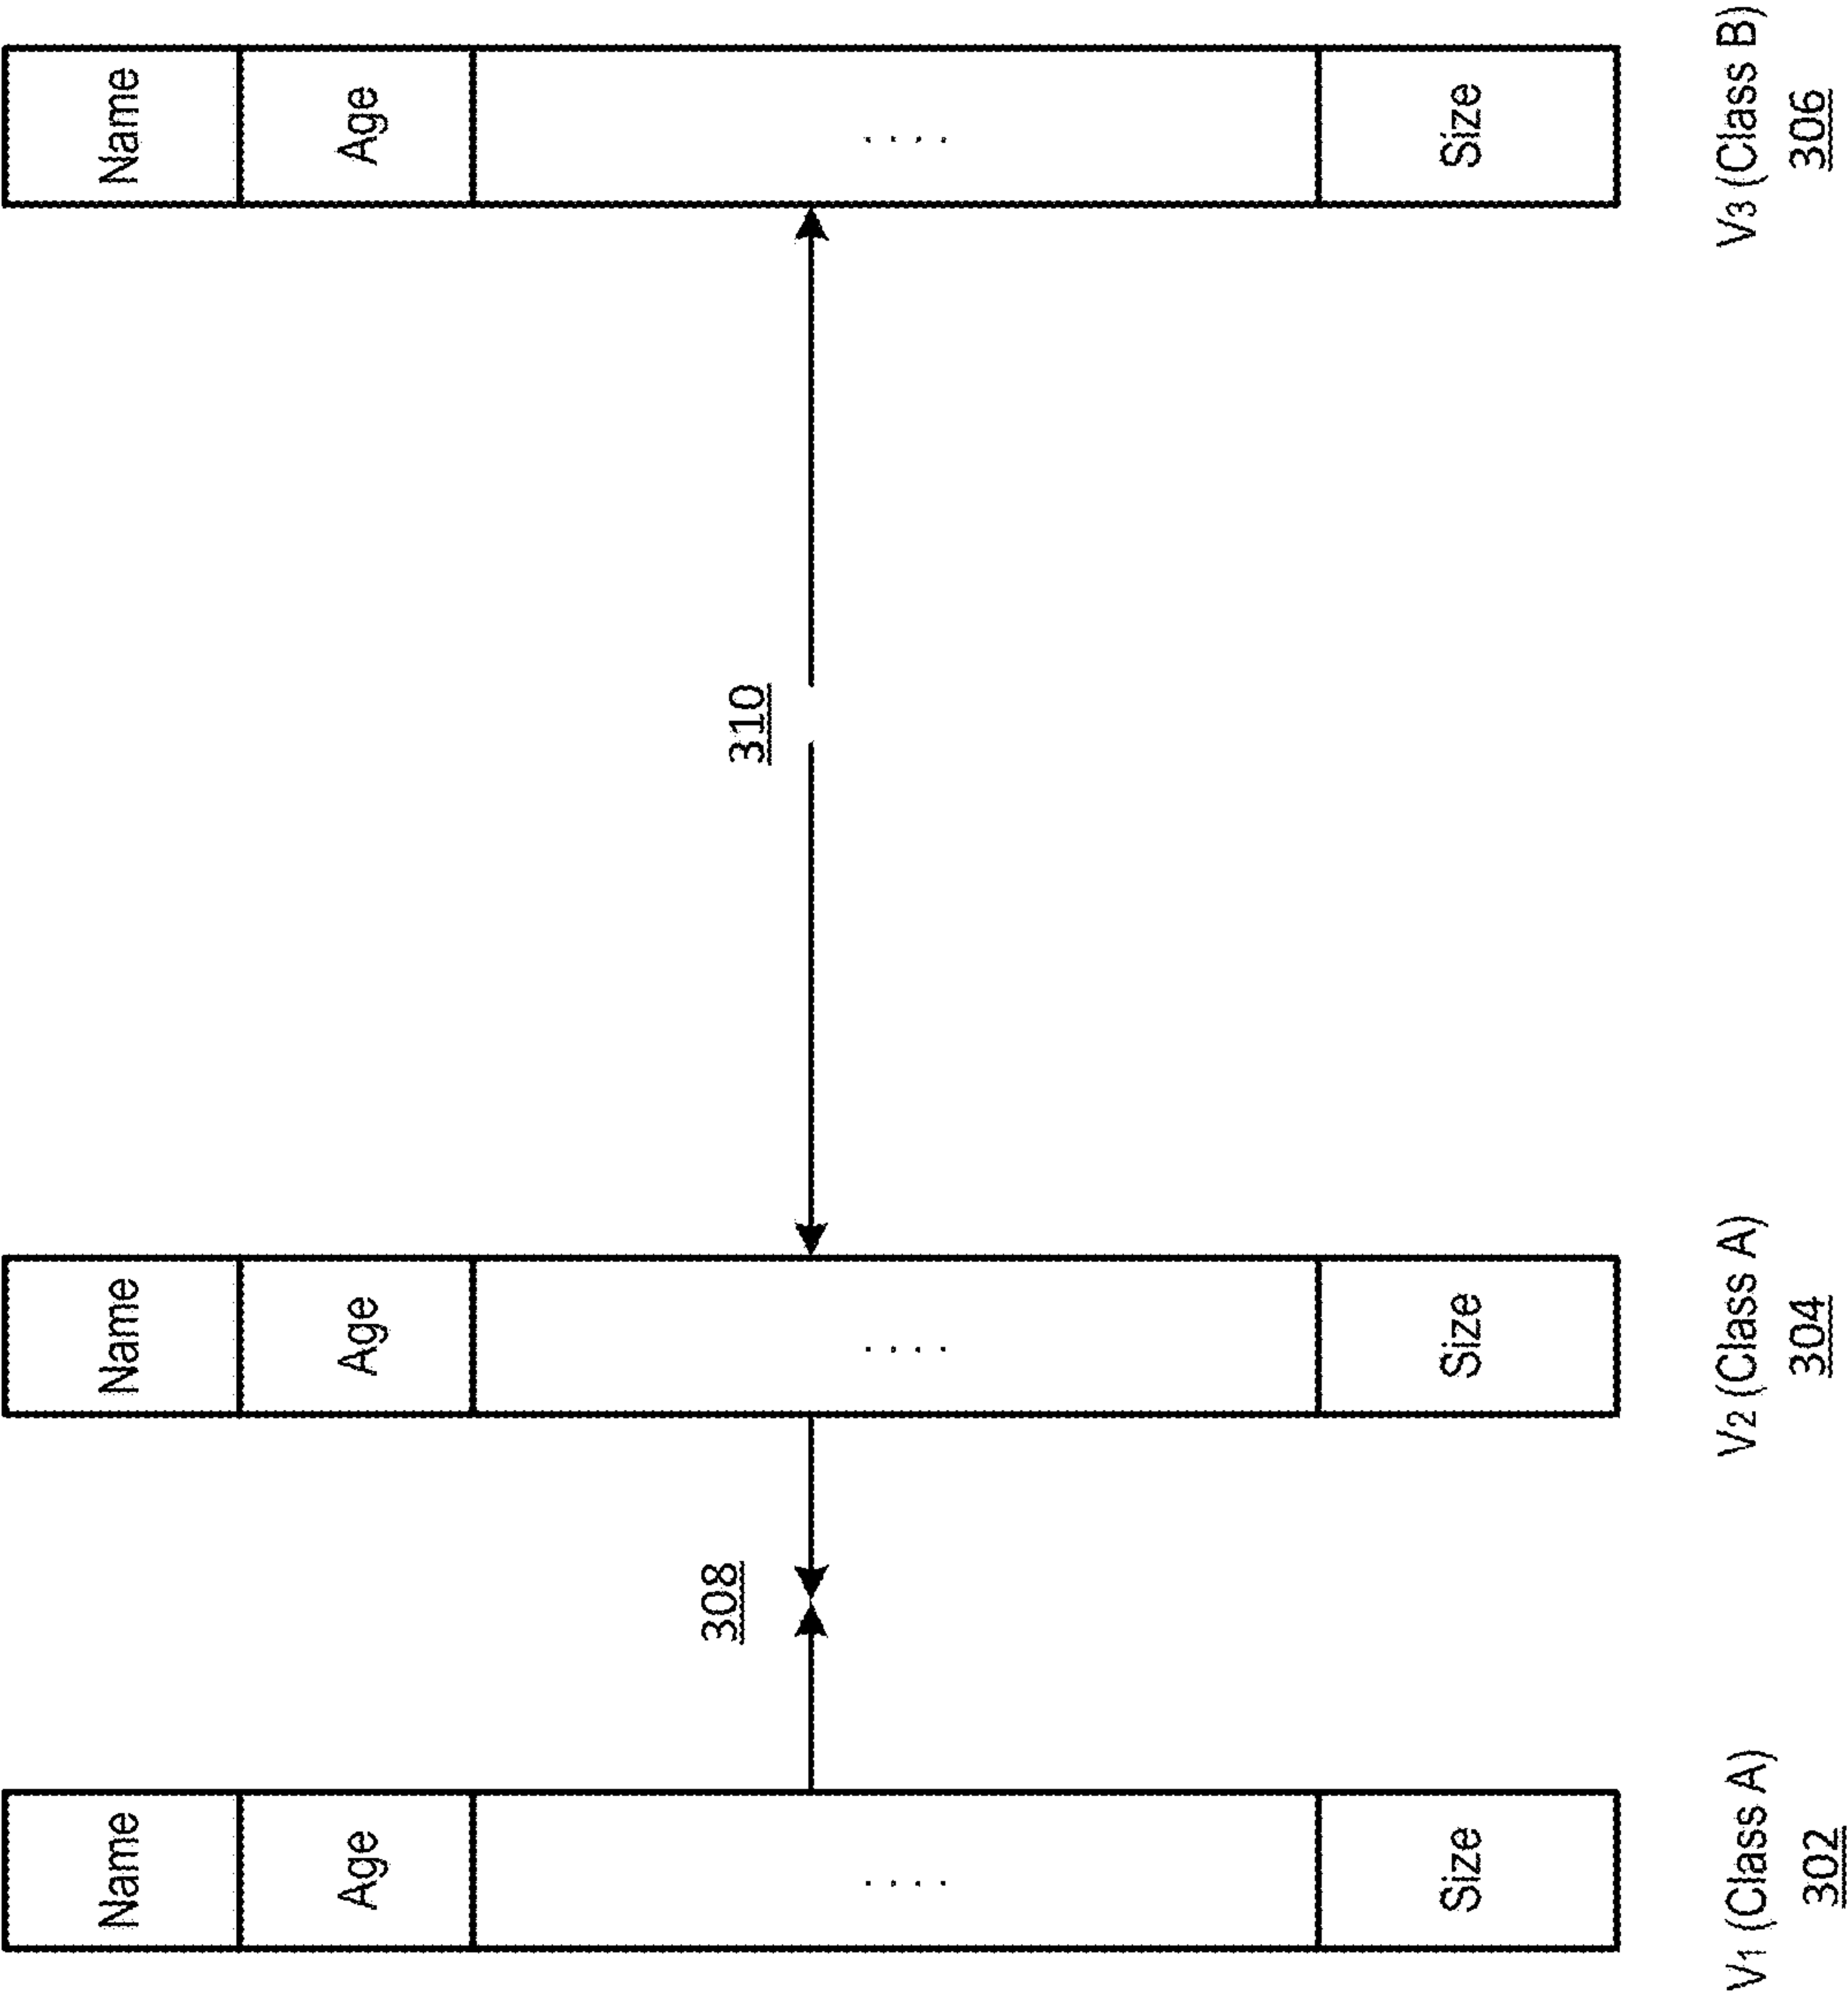 Name
Age
....
Size
V1 (Class A)
302
308
Name
Age
....
Size
V2 (Class A)
304
310
Name
Age
....
Size
V3 (Class B)
306